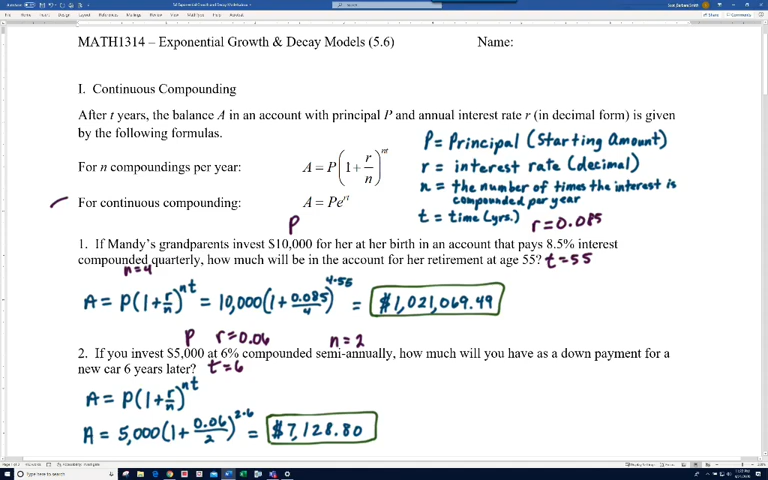 MATH1314 – Exponential Growth & Decay Models (5.6) Name:
I. Continuous Compounding
After t years, the balance A in an account with principal P and annual interest rate r (in decimal form) is given
by the following formulas.
For n compoundings per year: A = P(1 + r/n)^nt
For continuous compounding: A = Pe^rt
P = Principal (Starting Amount)
r = interest rate (decimal)
n = the number of times the interest is
compounded per year
t = time (yrs.)
P r=0.085
1. If Mandy's grandparents invest $10,000 for her at her birth in an account that pays 8.5% interest
compounded quarterly, how much will be in the account for her retirement at age 55? t=55
n=4
A = P(1+r/n)^nt = 10,000(1+0.085/4)^4·55 = $1,021,069.49
P r=0.06 n=2
2. If you invest $5,000 at 6% compounded semi-annually, how much will you have as a down payment for a
new car 6 years later? t=6
A = P(1+r/n)^nt
A = 5,000(1+0.06/2)^2·6 = $7,128.80